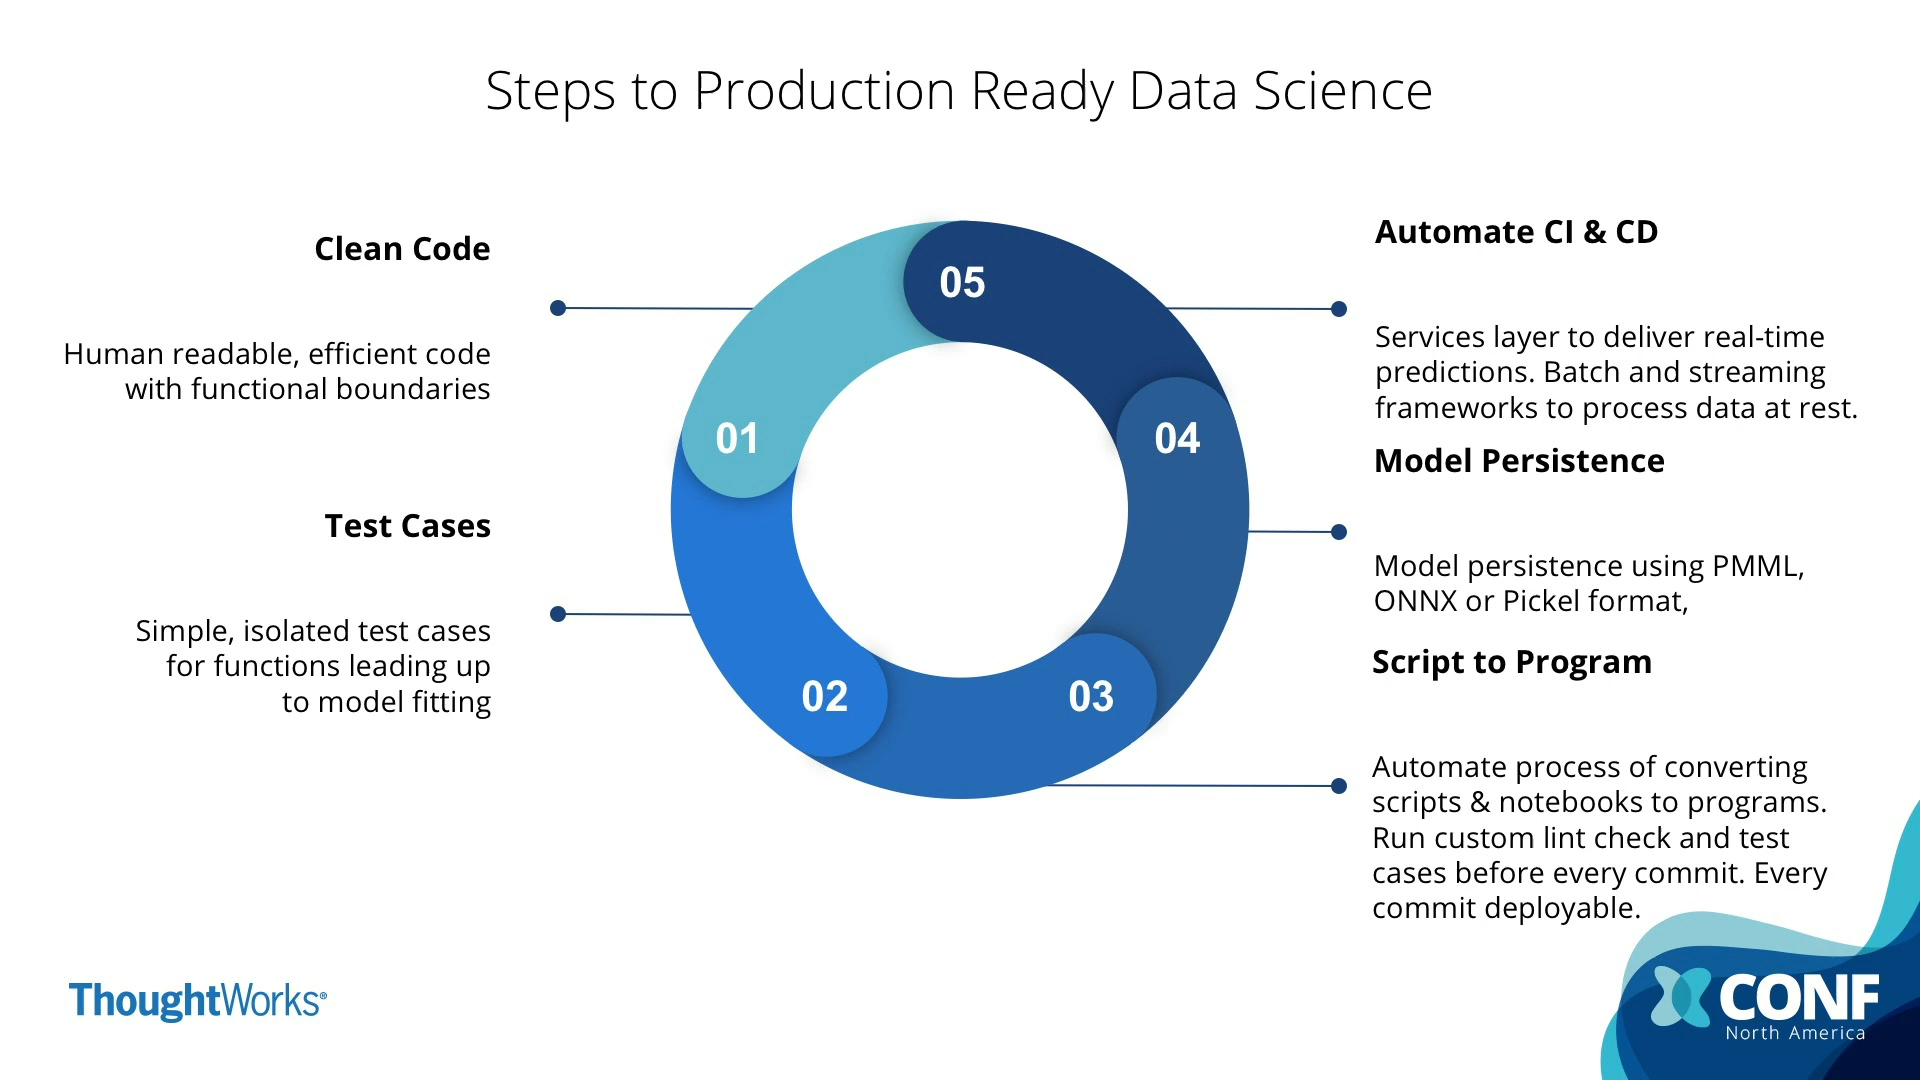 Steps to Production Ready Data Science
Clean Code
Human readable, efficient code
with functional boundaries
Test Cases
Simple, isolated test cases
for functions leading up
to model fitting
05
01
04
02
03
Automate CI & CD
Services layer to deliver real-time
predictions. Batch and streaming
frameworks to process data at rest.
Model Persistence
Model persistence using PMML,
ONNX or Pickel format,
Script to Program
Automate process of converting
scripts & notebooks to programs.
Run custom lint check and test
cases before every commit. Every
commit deployable.
ThoughtWorks®
XCONF
North America